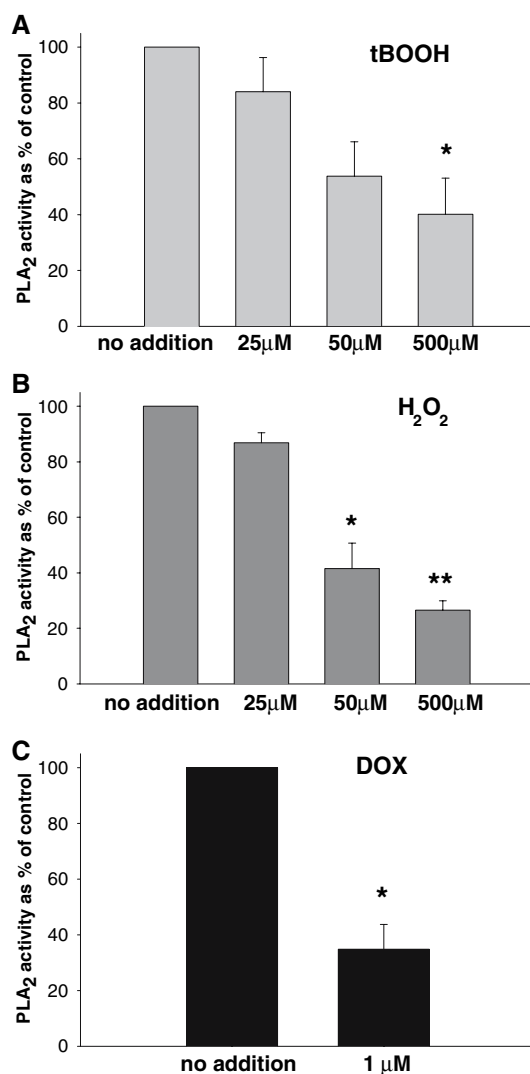 A
tBOOH
PLA2 activity as % of control
100
80
60
40
20
0
*
no addition 25μM 50μM 500μM
B
H2O2
PLA2 activity as % of control
100
80
60
40
20
0
*
**
no addition 25μM 50μM 500μM
C
DOX
PLA2 activity as % of control
100
80
60
40
20
0
*
no addition 1 μM